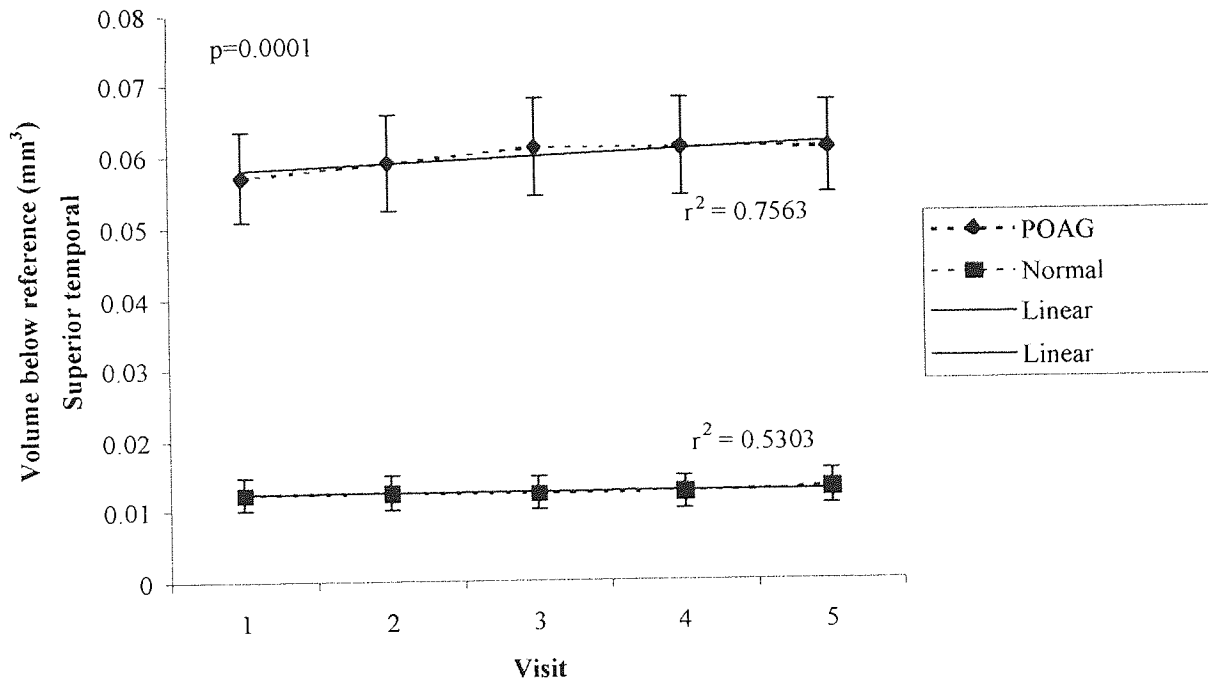 0.08
0.07
0.06
0.05
0.04
0.03
0.02
0.01
0
Volume below reference (mm³)
Superior temporal
p=0.0001
r² = 0.7563
r² = 0.5303
1 2 3 4 5
Visit
POAG
Normal
Linear
Linear